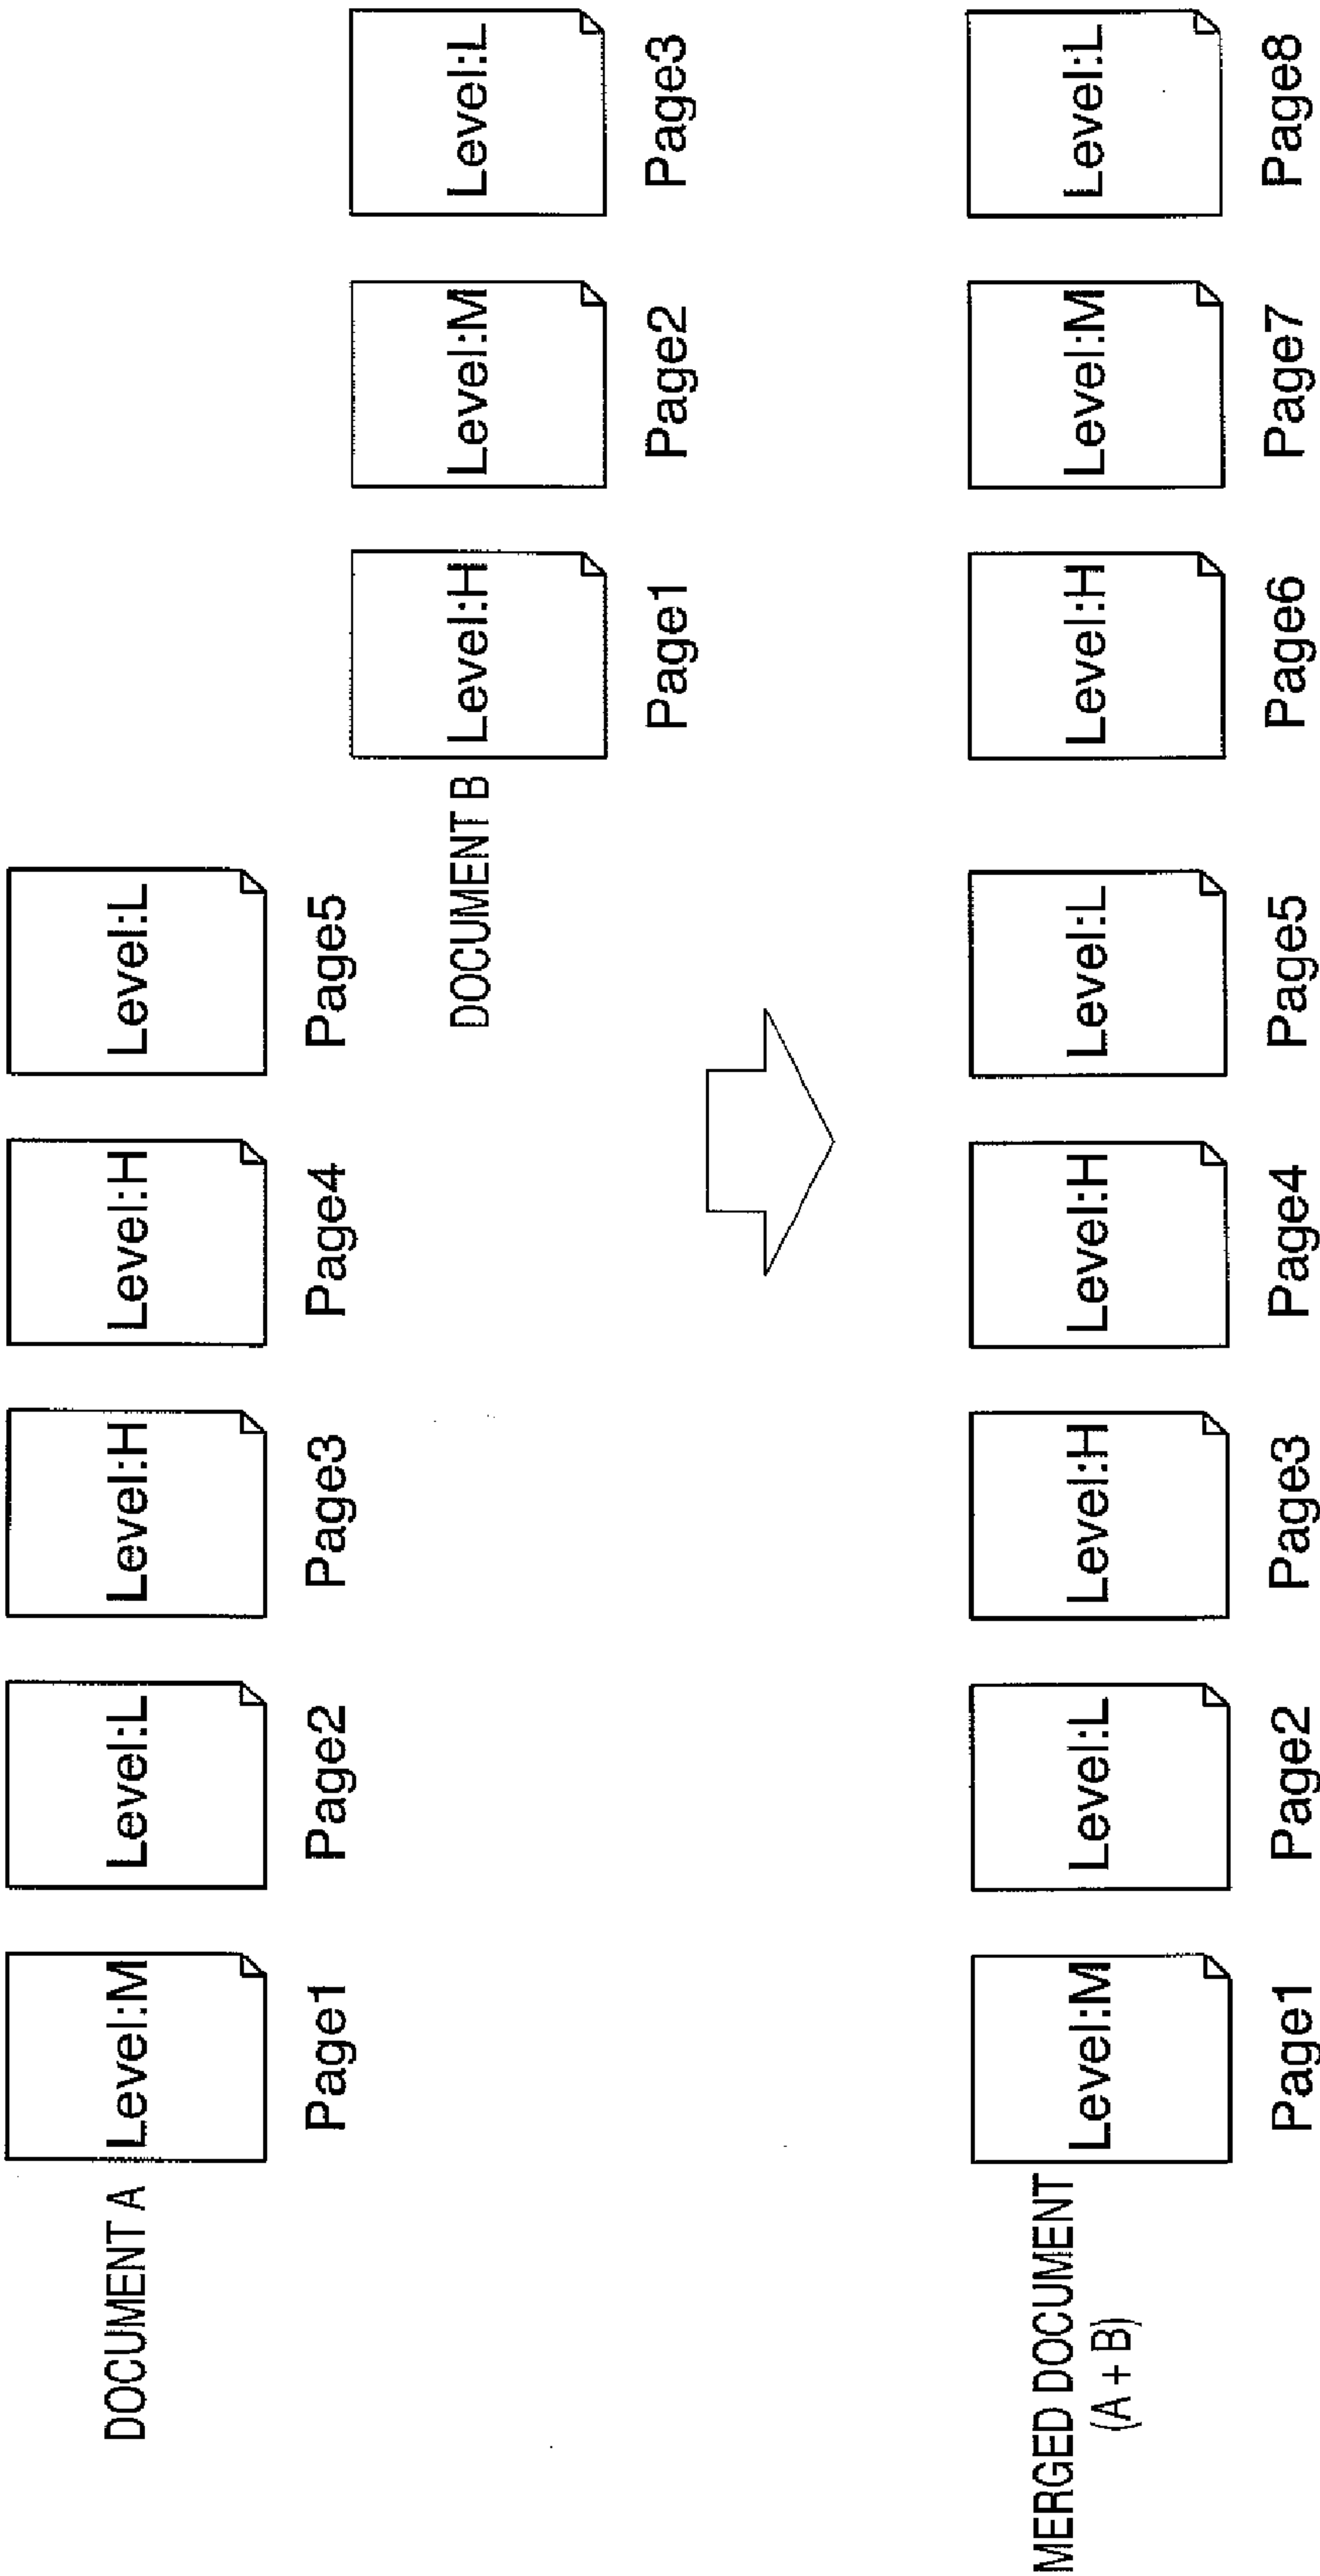 DOCUMENT A
Level:M
Level:L
Level:H
Level:H
Level:L
Page1
Page2
Page3
Page4
Page5
DOCUMENT B
Level:H
Level:M
Level:L
Page1
Page2
Page3
MERGED DOCUMENT
(A + B)
Level:M
Level:L
Level:H
Level:H
Level:L
Level:H
Level:M
Level:L
Page1
Page2
Page3
Page4
Page5
Page6
Page7
Page8